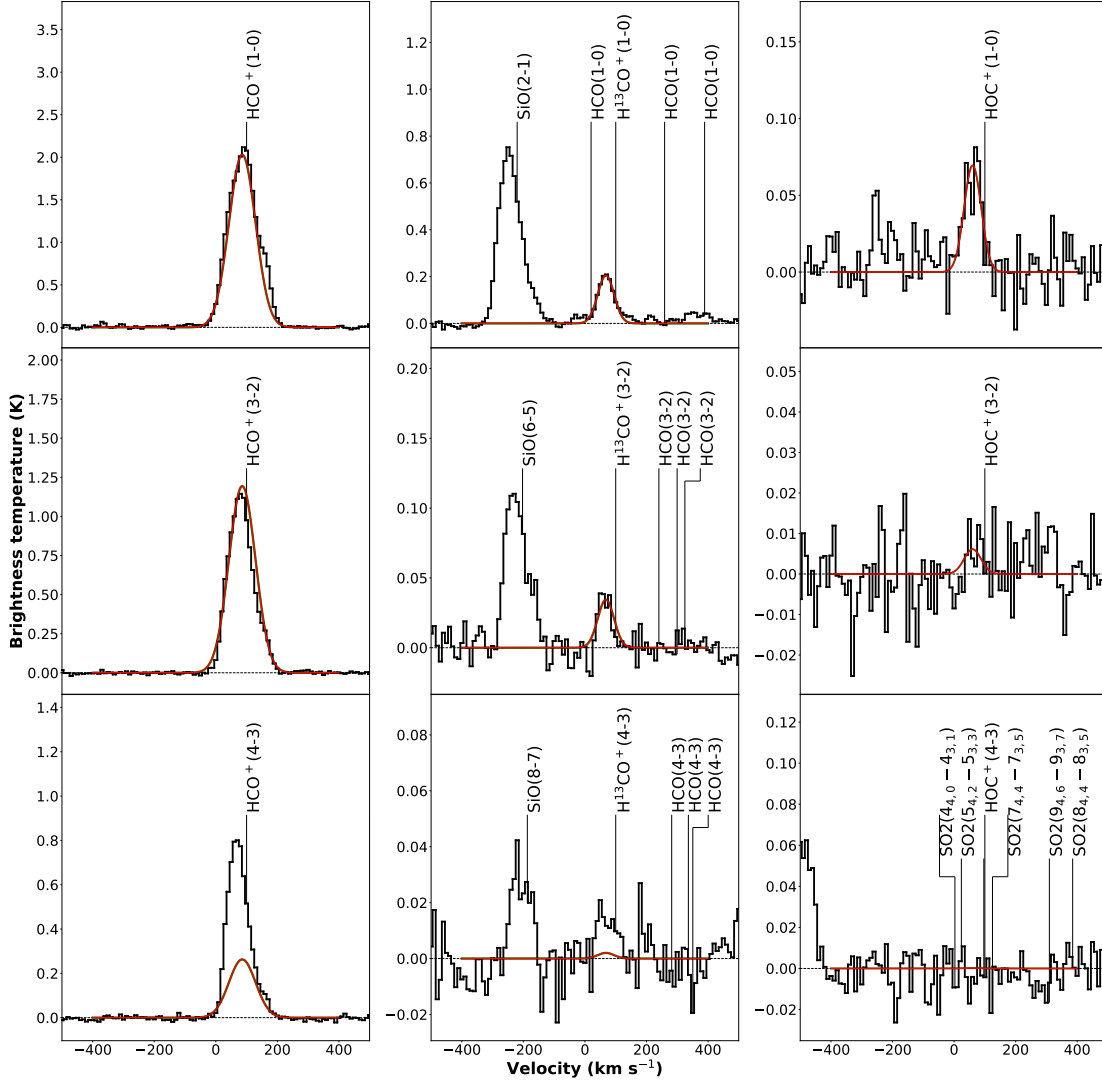 Brightness temperature (K)
3.5
3.0
2.5
2.0
1.5
1.0
0.5
0.0
HCO⁺(1-0)
1.2
1.0
0.8
0.6
0.4
0.2
0.0
SiO(2-1)
HCO(1-0)
H¹³CO⁺(1-0)
HCO(1-0)
HCO(1-0)
0.15
0.10
0.05
0.00
HOC⁺(1-0)
2.00
1.75
1.50
1.25
1.00
0.75
0.50
0.25
0.00
HCO⁺(3-2)
0.20
0.15
0.10
0.05
0.00
SiO(6-5)
H¹³CO⁺(3-2)
HCO(3-2)
HCO(3-2)
HCO(3-2)
0.05
0.04
0.03
0.02
0.01
0.00
−0.01
−0.02
HOC⁺(3-2)
1.4
1.2
1.0
0.8
0.6
0.4
0.2
0.0
HCO⁺(4-3)
−400 −200 0 200 400
0.08
0.06
0.04
0.02
0.00
−0.02
SiO(8-7)
H¹³CO⁺(4-3)
HCO(4-3)
HCO(4-3)
HCO(4-3)
−400 −200 0 200 400
0.12
0.10
0.08
0.06
0.04
0.02
0.00
−0.02
SO2(4₄,₀ − 4₃,₁)
SO2(5₄,₂ − 5₃,₃)
HOC⁺(4-3)
SO2(7₄,₄ − 7₃,₅)
SO2(9₄,₆ − 9₃,₇)
SO2(8₄,₄ − 8₃,₅)
−400 −200 0 200 400
Velocity (km s⁻¹)